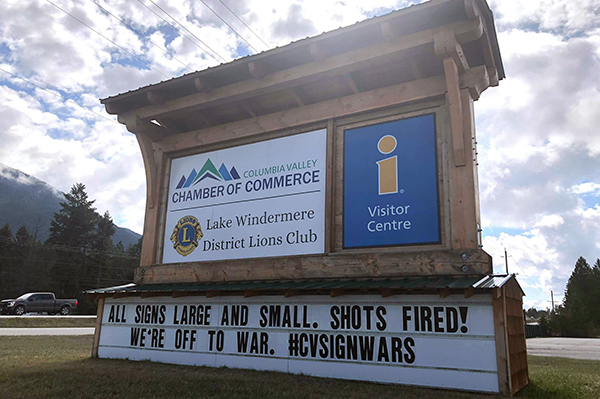 COLUMBIA VALLEY
CHAMBER OF COMMERCE
Lake Windermere
District Lions Club
LIONS
L
i
Visitor
Centre
ALL SIGNS LARGE AND SMALL. SHOTS FIRED!
WE*RE OFF TO WAR. #CVSIGNWARS